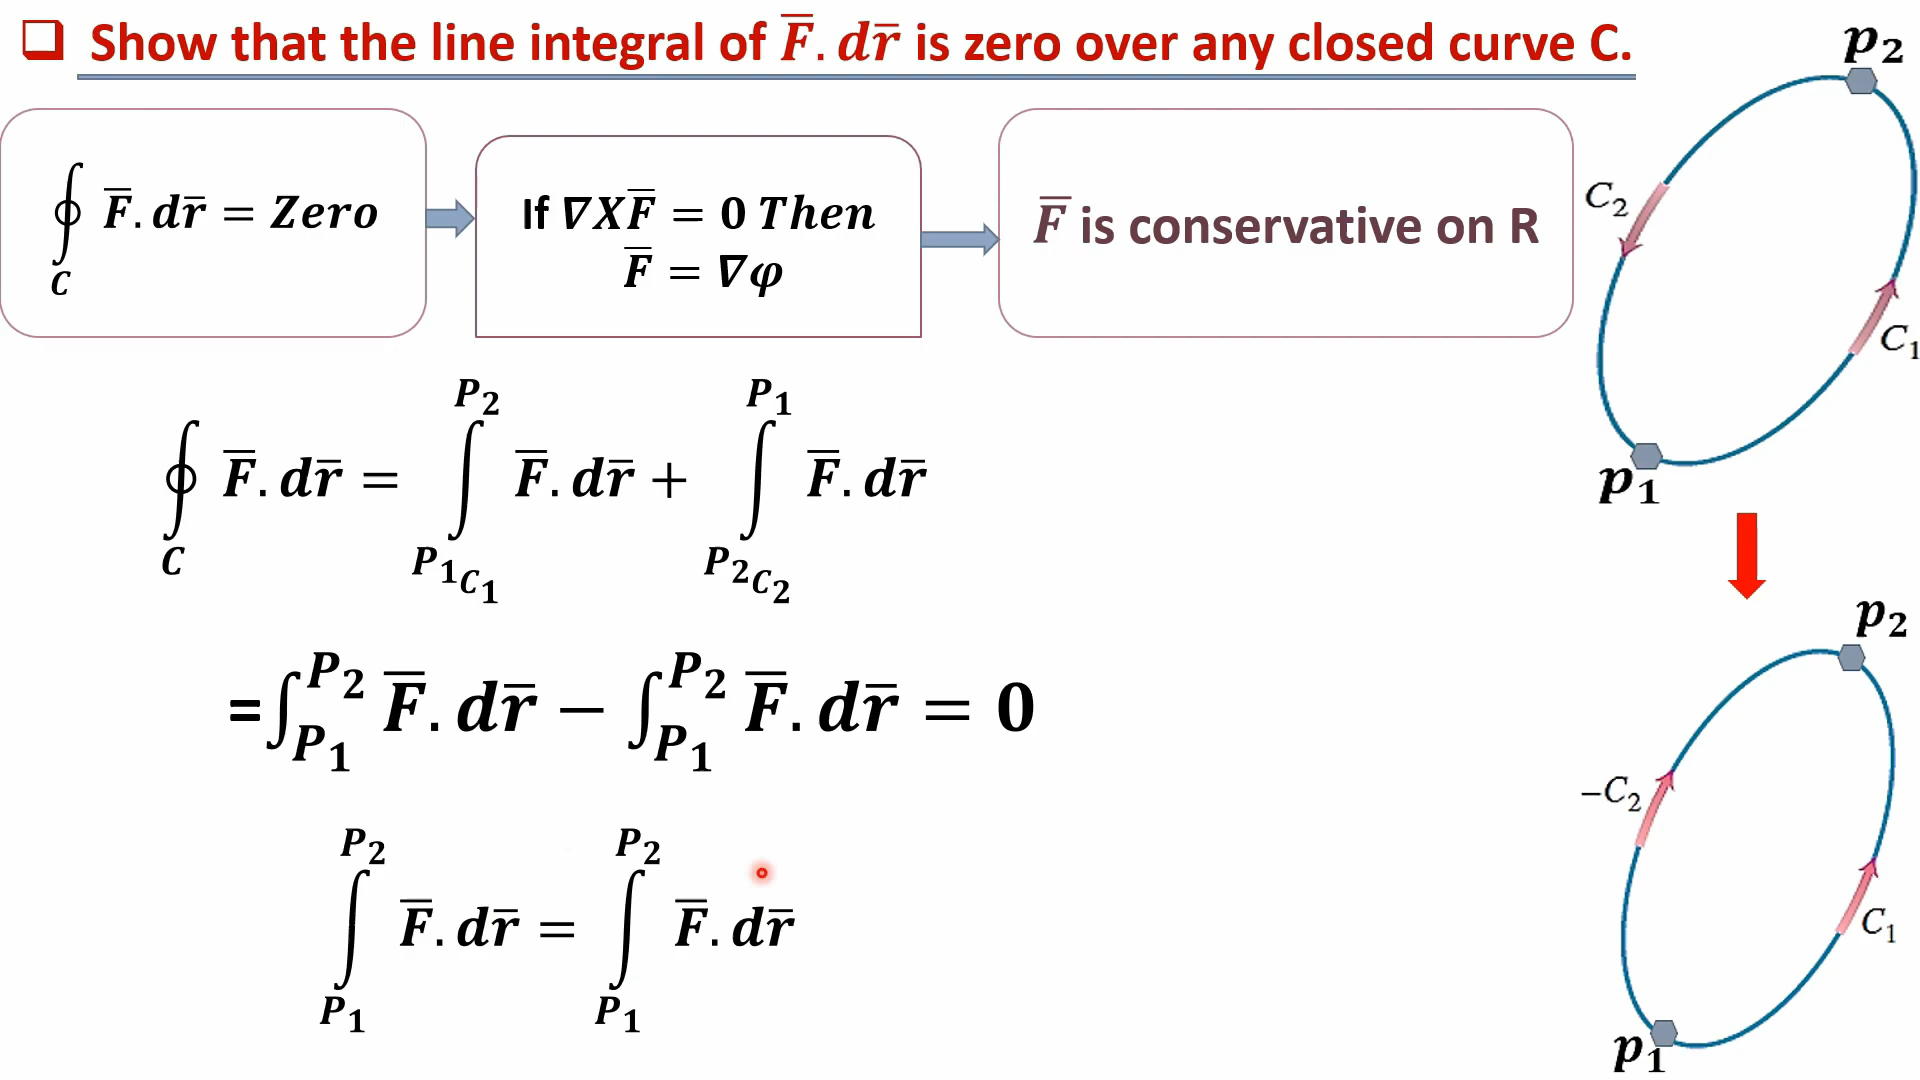 ❑ Show that the line integral of F̅.dr̅ is zero over any closed curve C.
∮_C F̅.dr̅ = Zero
If ∇XF̅ = 0 Then
F̅ = ∇φ
F̅ is conservative on R
p₂
C₂
C₁
p₁
∮_C F̅.dr̅ = ∫_{P₁ C₁}^{P₂} F̅.dr̅ + ∫_{P₂ C₂}^{P₁} F̅.dr̅
=∫_{P₁}^{P₂} F̅.dr̅ − ∫_{P₁}^{P₂} F̅.dr̅ = 0
∫_{P₁}^{P₂} F̅.dr̅ = ∫_{P₁}^{P₂} F̅.dr̅
p₂
−C₂
C₁
p₁